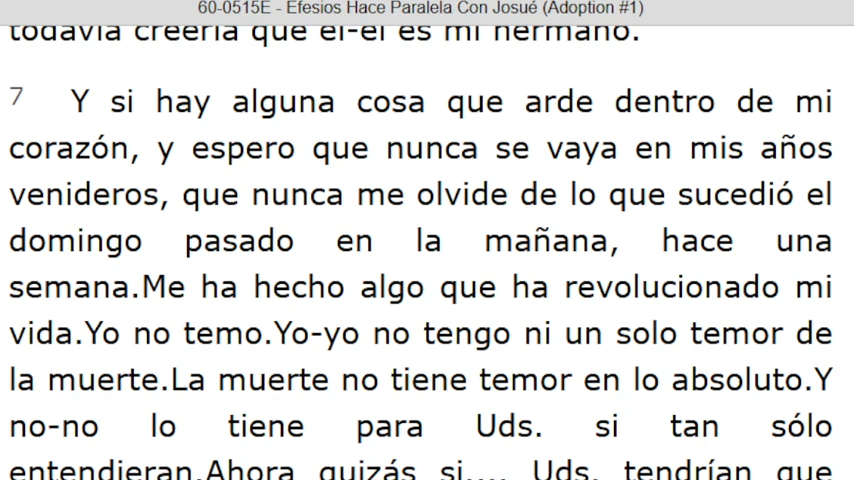 60-0515E - Efesios Hace Paralela Con Josué (Adoption #1)
todavía creería que él-él es mi hermano.
7 Y si hay alguna cosa que arde dentro de mi
corazón, y espero que nunca se vaya en mis años
venideros, que nunca me olvide de lo que sucedió el
domingo pasado en la mañana, hace una
semana.Me ha hecho algo que ha revolucionado mi
vida.Yo no temo.Yo-yo no tengo ni un solo temor de
la muerte.La muerte no tiene temor en lo absoluto.Y
no-no lo tiene para Uds. si tan sólo
entendieran.Ahora quizás si.... Uds. tendrían que